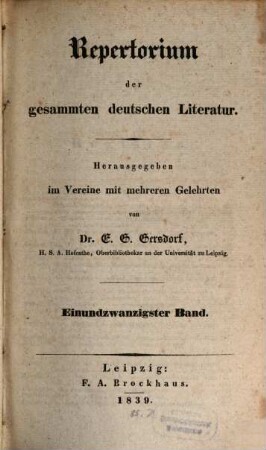 Repertorium
der
gesammten deutschen Literatur.
Herausgegeben
im Vereine mit mehreren Gelehrten
von
Dr. E. G. Gersdorf,
H. S. A. Hofrathe, Oberbibliothekar an der Universität zu Leipzig.
Einundzwanzigster Band.
Leipzig:
F. A. Brockhaus.
1839.